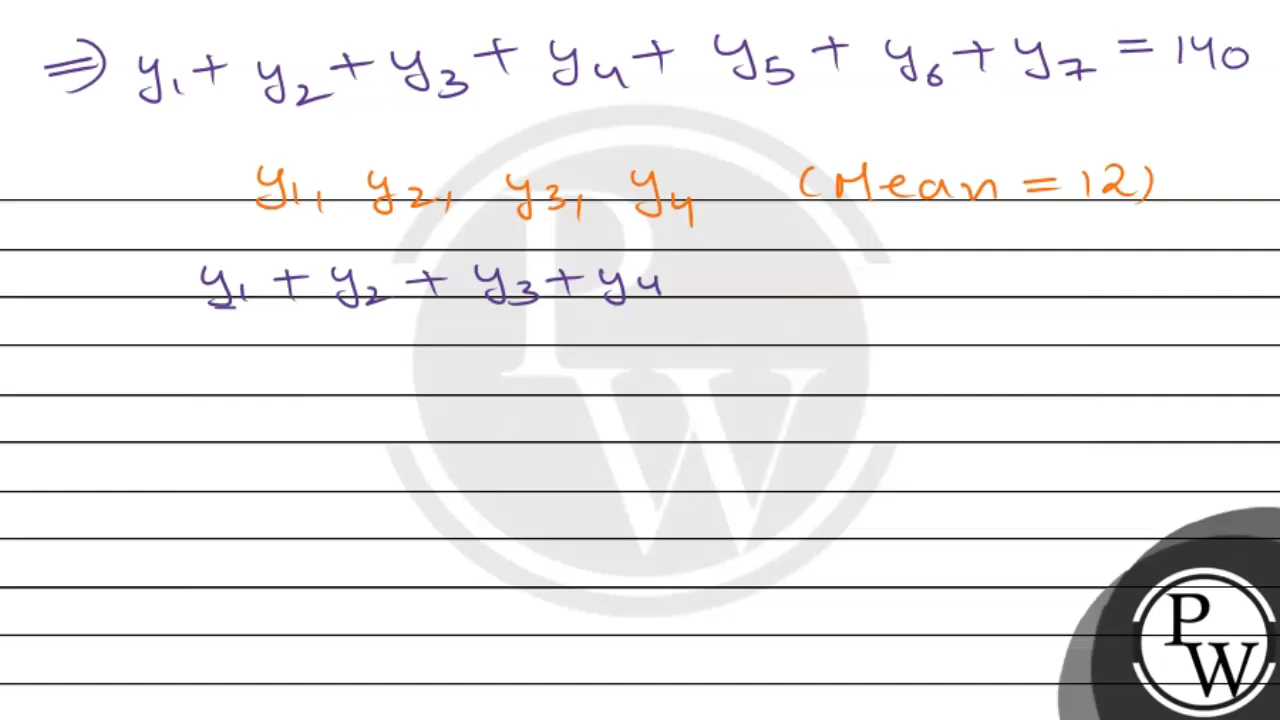 ⇒ y₁ + y₂ + y₃ + y₄ + y₅ + y₆ + y₇ = 140
y₁, y₂, y₃, y₄ (Mean = 12)
y₁ + y₂ + y₃ + y₄
PW
PW